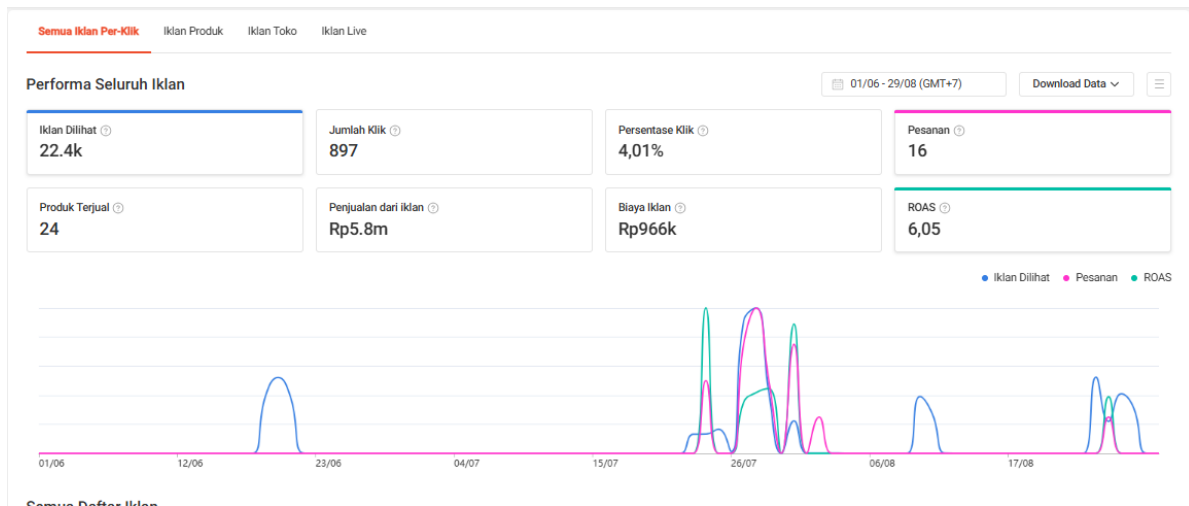 Semua Iklan Per-Klik Iklan Produk Iklan Toko Iklan Live
Performa Seluruh Iklan 01/06 - 29/08 (GMT+7) Download Data
Iklan Dilihat Jumlah Klik Persentase Klik Pesanan
22.4k 897 4,01% 16
Produk Terjual Penjualan dari iklan Biaya Iklan ROAS
24 Rp5.8m Rp966k 6,05
Iklan Dilihat Pesanan ROAS
01/06 12/06 23/06 04/07 15/07 26/07 06/08 17/08
Semua Daftar Iklan